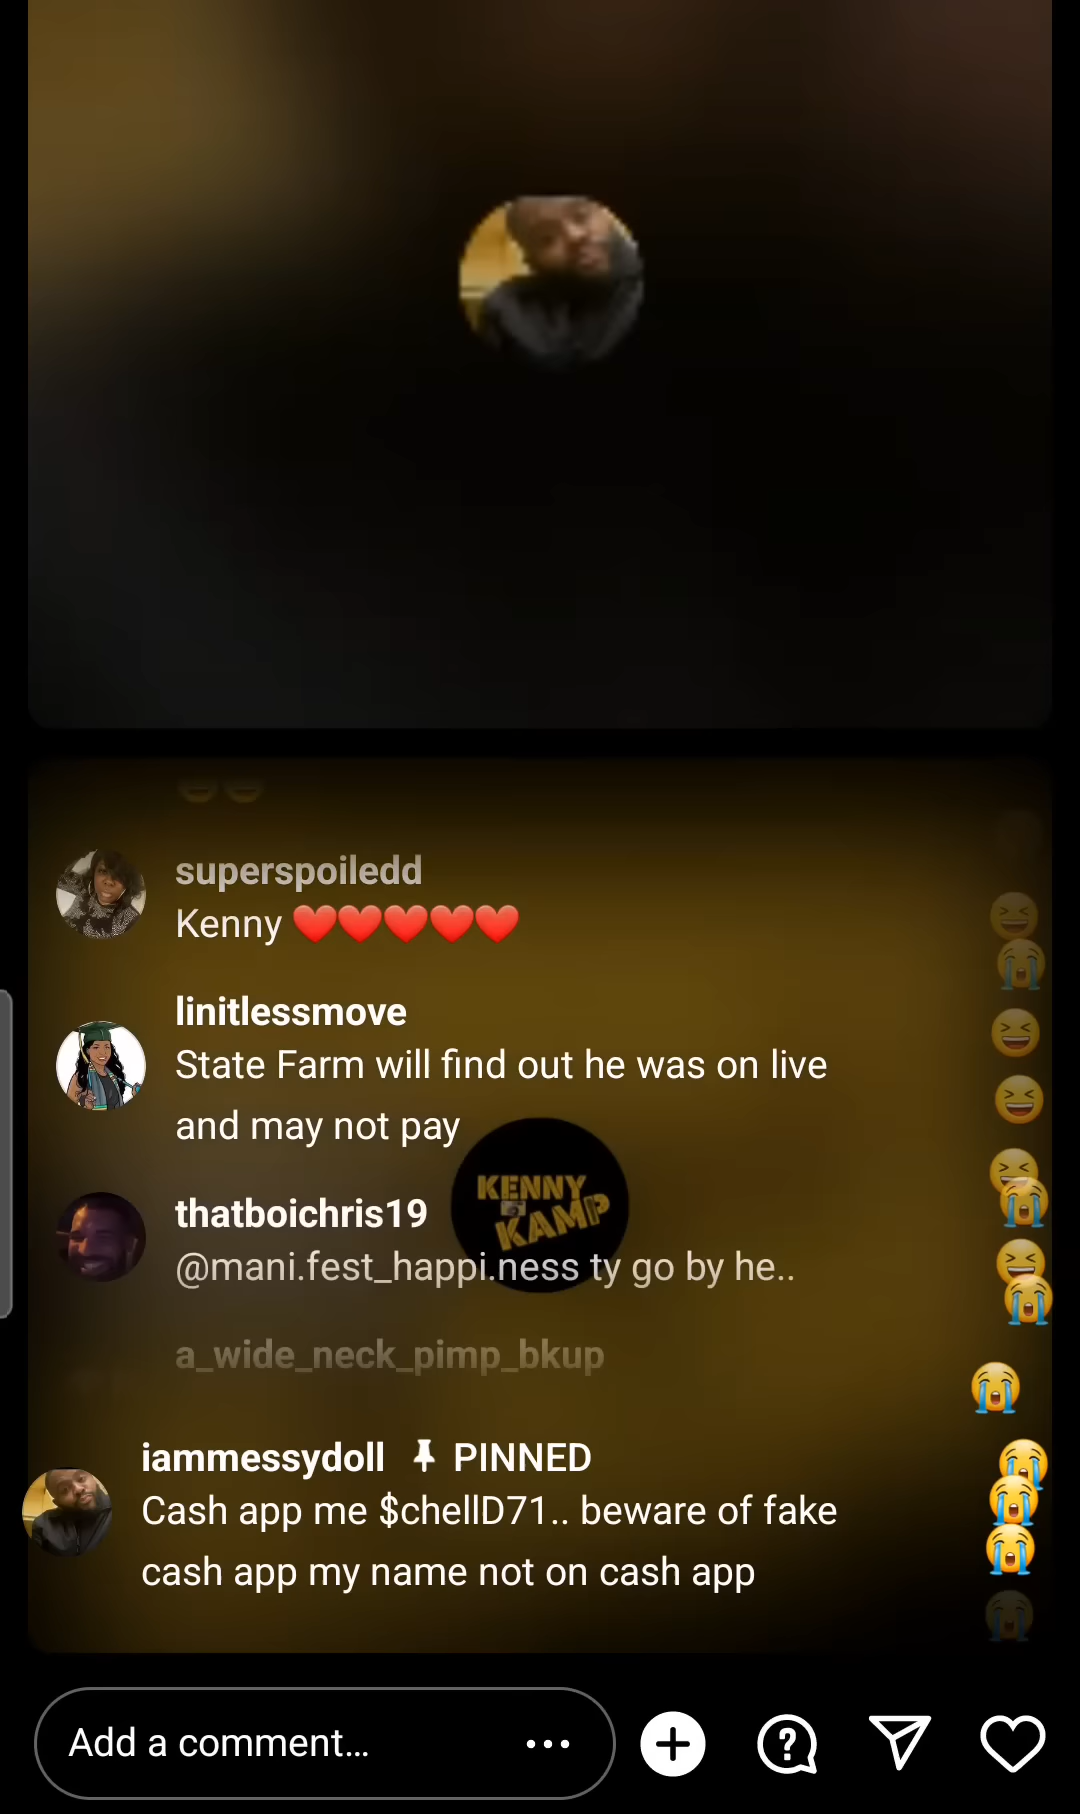 superspoiledd
Kenny ❤️❤️❤️❤️❤️
linitlessmove
State Farm will find out he was on live
and may not pay
KENNY
KAMP
thatboichris19
@mani.fest_happi.ness ty go by he..
a_wide_neck_pimp_bkup
iammessydoll 📌 PINNED
Cash app me $chellD71.. beware of fake
cash app my name not on cash app
Add a comment...